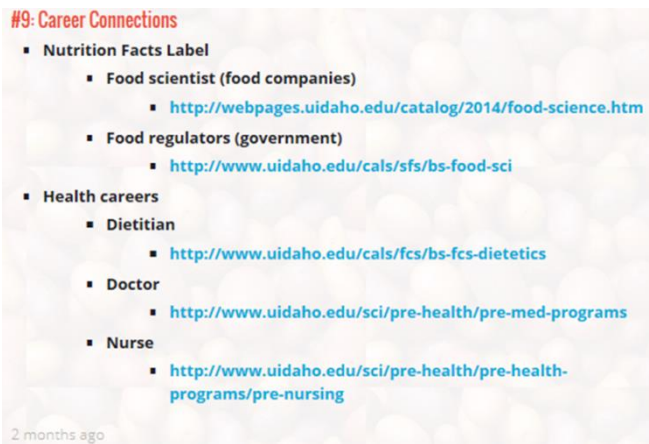 #9: Career Connections
▪ Nutrition Facts Label
▪ Food scientist (food companies)
▪ http://webpages.uidaho.edu/catalog/2014/food-science.htm
▪ Food regulators (government)
▪ http://www.uidaho.edu/cals/sfs/bs-food-sci
▪ Health careers
▪ Dietitian
▪ http://www.uidaho.edu/cals/fcs/bs-fcs-dietetics
▪ Doctor
▪ http://www.uidaho.edu/sci/pre-health/pre-med-programs
▪ Nurse
▪ http://www.uidaho.edu/sci/pre-health/pre-health-
programs/pre-nursing
2 months ago